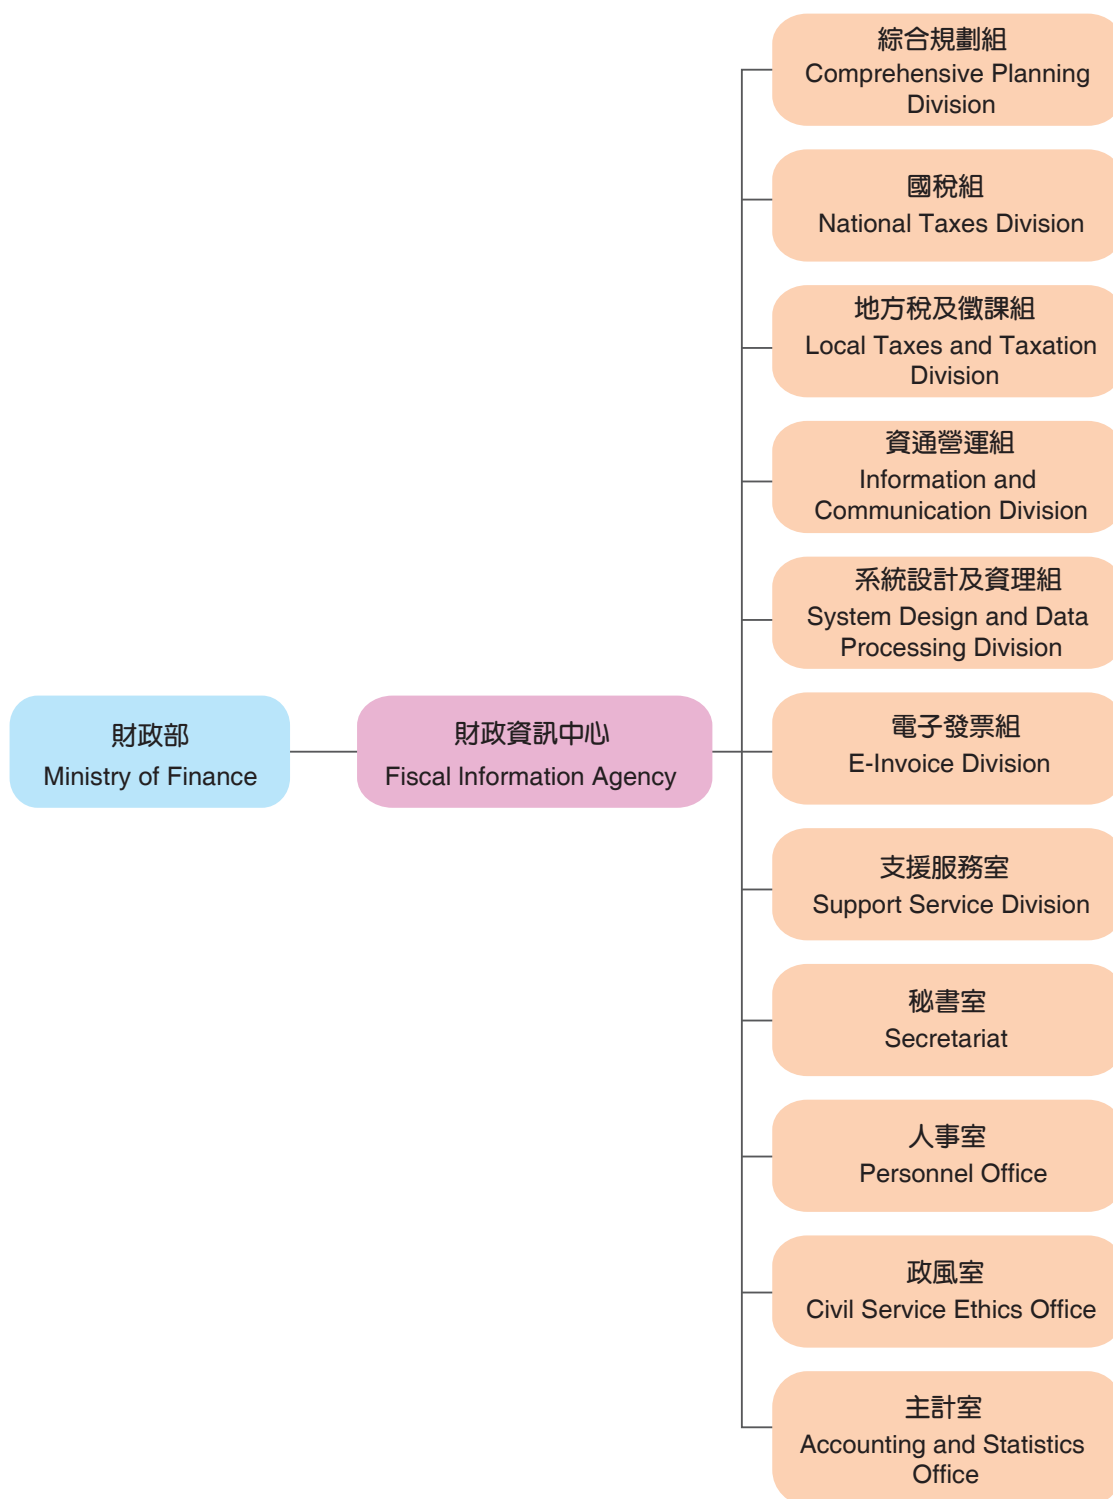 綜合規劃組
Comprehensive Planning
Division
國稅組
National Taxes Division
地方稅及徵課組
Local Taxes and Taxation
Division
資通營運組
Information and
Communication Division
系統設計及資理組
System Design and Data
Processing Division
財政部
Ministry of Finance
財政資訊中心
Fiscal Information Agency
電子發票組
E-Invoice Division
支援服務室
Support Service Division
秘書室
Secretariat
人事室
Personnel Office
政風室
Civil Service Ethics Office
主計室
Accounting and Statistics
Office